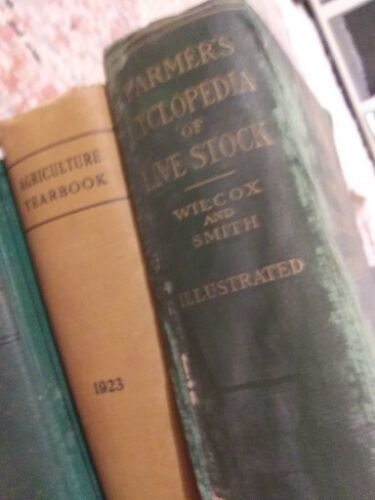 AGRICULTURE
YEARBOOK
1923
FARMER'S
CYCLOPEDIA
OF
LIVE STOCK
WILCOX
AND
SMITH
ILLUSTRATED